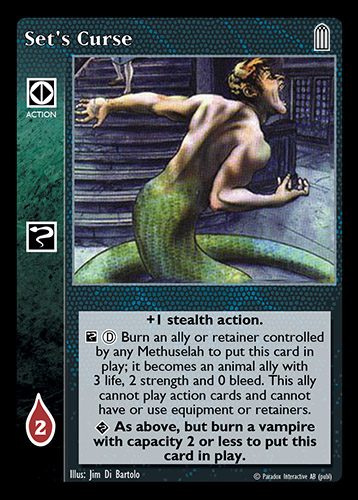 Set's Curse
ACTION
+1 stealth action.
D Burn an ally or retainer controlled
by any Methuselah to put this card in
play; it becomes an animal ally with
3 life, 2 strength and 0 bleed. This ally
cannot play action cards and cannot
have or use equipment or retainers.
As above, but burn a vampire
with capacity 2 or less to put this
card in play.
2
Illus: Jim Di Bartolo
© Paradox Interactive AB (publ)